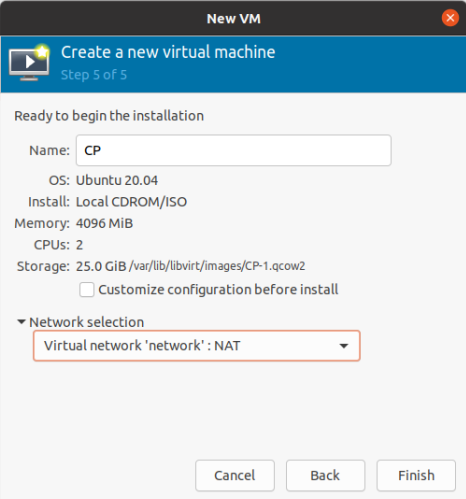 New VM
Create a new virtual machine
Step 5 of 5
Ready to begin the installation
Name: CP
OS: Ubuntu 20.04
Install: Local CDROM/ISO
Memory: 4096 MiB
CPUs: 2
Storage: 25.0 GiB /var/lib/libvirt/images/CP-1.qcow2
Customize configuration before install
Network selection
Virtual network 'network' : NAT
Cancel Back Finish